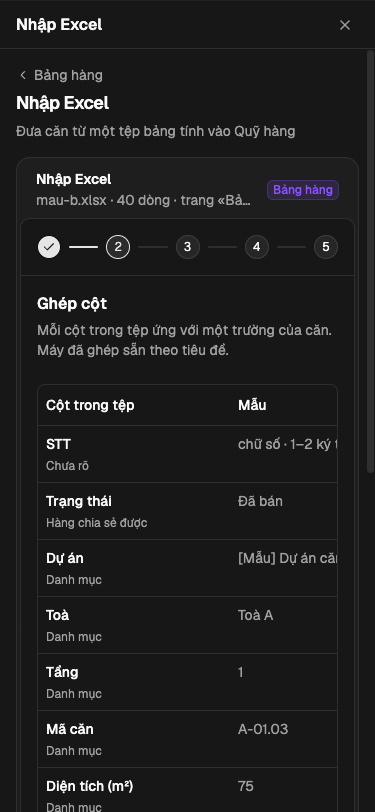 Nhập Excel
Bảng hàng
Nhập Excel
Đưa căn từ một tệp bảng tính vào Quỹ hàng
Nhập Excel
mau-b.xlsx · 40 dòng · trang «Bả…
Bảng hàng
2 3 4 5
Ghép cột
Mỗi cột trong tệp ứng với một trường của căn.
Máy đã ghép sẵn theo tiêu đề.
Cột trong tệp Mẫu
STT chữ số · 1–2 ký
Chưa rõ
Trạng thái Đã bán
Hàng chia sẻ được
Dự án [Mẫu] Dự án
Danh mục
Toà Toà A
Danh mục
Tầng 1
Danh mục
Mã căn A-01.03
Danh mục
Diện tích (m²) 75
Danh mục